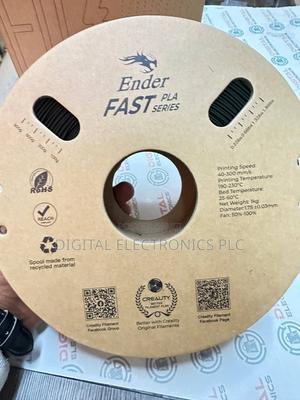 Ender
FAST PLA SERIES
Printing Speed:
40-300 mm/s
Printing Temperature:
190-230°C
Bed Temperature:
25-60°C
Net Weight: 1kg
Diameter:1.75±0.03mm
Fan: 50%-100%
RoHS
REACH
DIGITAL ELECTRONICS PLC
Spool made from
recycled material
CREALITY
Creality Filament
Facebook Group
Better with Creality
Original Filaments
Creality Filament
Facebook Page